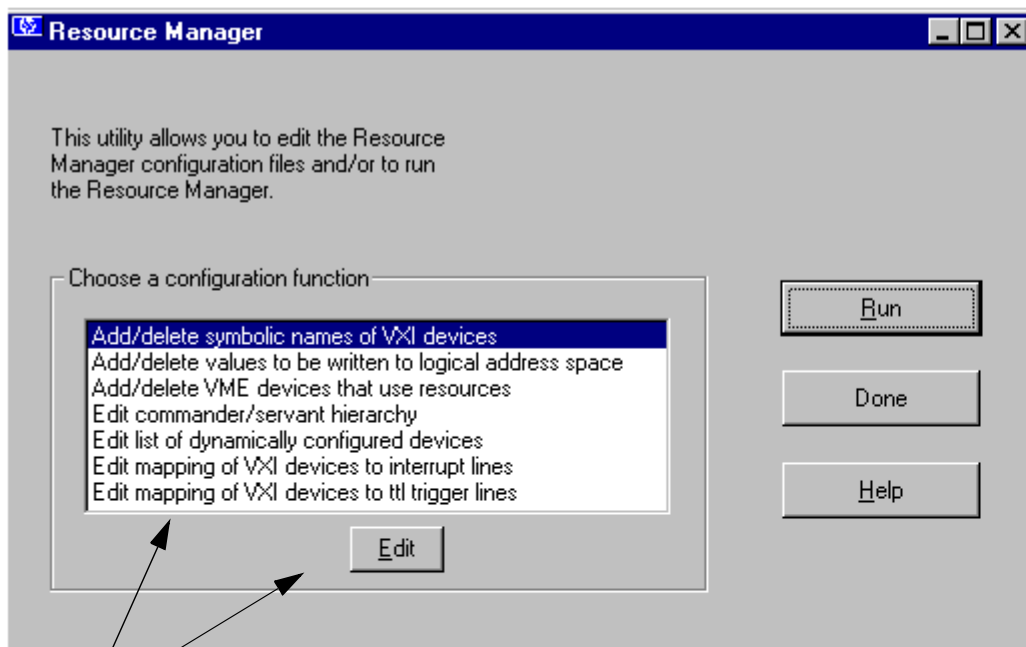 Resource Manager
This utility allows you to edit the Resource
Manager configuration files and/or to run
the Resource Manager.
Choose a configuration function
Add/delete symbolic names of VXI devices
Add/delete values to be written to logical address space
Add/delete VME devices that use resources
Edit commander/servant hierarchy
Edit list of dynamically configured devices
Edit mapping of VXI devices to interrupt lines
Edit mapping of VXI devices to ttl trigger lines
Edit
Run
Done
Help